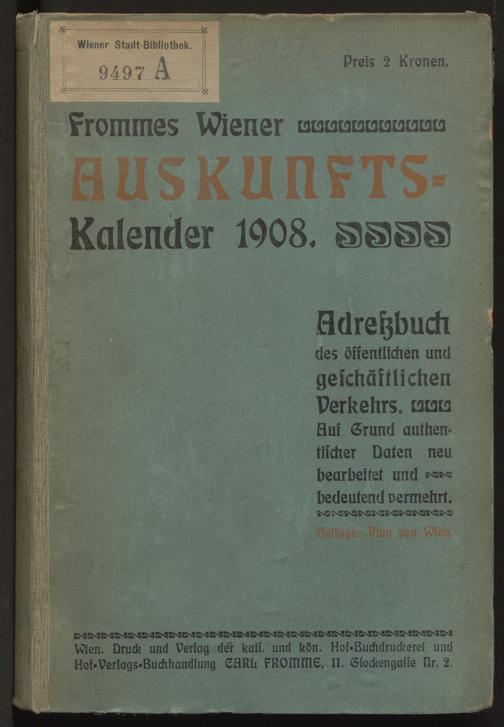 Wiener Stadt-Bibliothek.
9497 A
Preis 2 Kronen.
Frommes Wiener
AUSKUNFTS=
Kalender 1908.
Adreßbuch
des öffentlichen und
geschäftlichen
Verkehrs.
Auf Grund authen=
tischer Daten neu
bearbeitet und
bedeutend vermehrt.
Beilage: Plan von Wien.
Wien. Druck und Verlag der kais. und kön. Hof=Buchdruckerei und
Hof=Verlags=Buchhandlung CARL FROMME, II. Glockengasse Nr. 2.